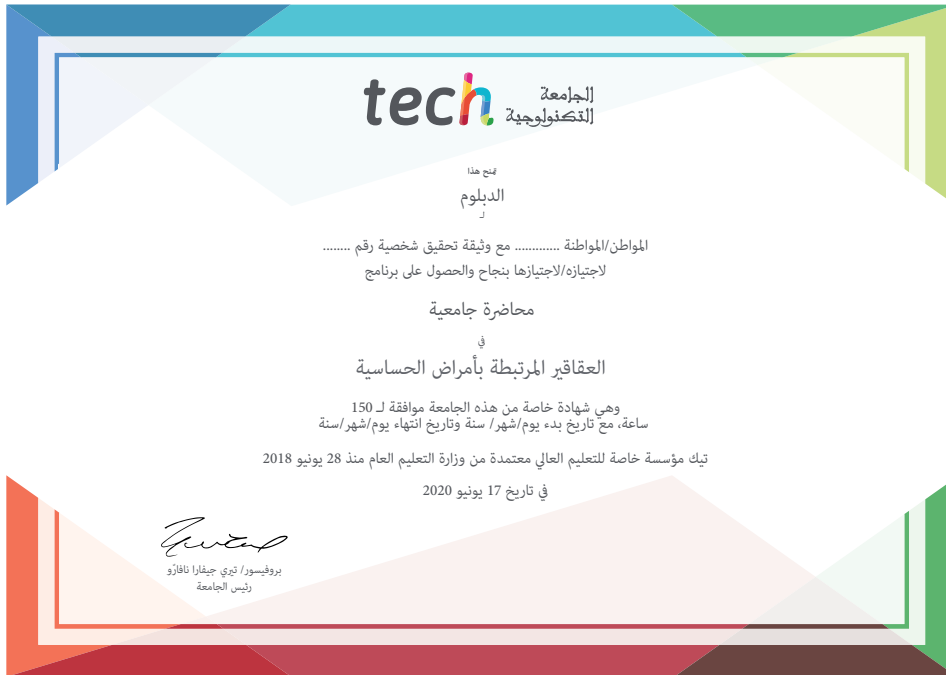 tech الجامعة
التكنولوجية
يمنح هذا
الدبلوم
لـ
المواطن/المواطنة ............ مع وثيقة تحقيق شخصية رقم ........
لاجتيازه/لاجتيازها بنجاح والحصول على برنامج
محاضرة جامعية
في
العقاقير المرتبطة بأمراض الحساسية
وهي شهادة خاصة من هذه الجامعة موافقة لـ 150
ساعة، مع تاريخ بدء يوم/شهر/ سنة وتاريخ انتهاء يوم/شهر/سنة
تيك مؤسسة خاصة للتعليم العالي معتمدة من وزارة التعليم العام منذ 28 يونيو 2018
في تاريخ 17 يونيو 2020
بروفيسور/ تيري جيفارا نافارّو
رئيس الجامعة